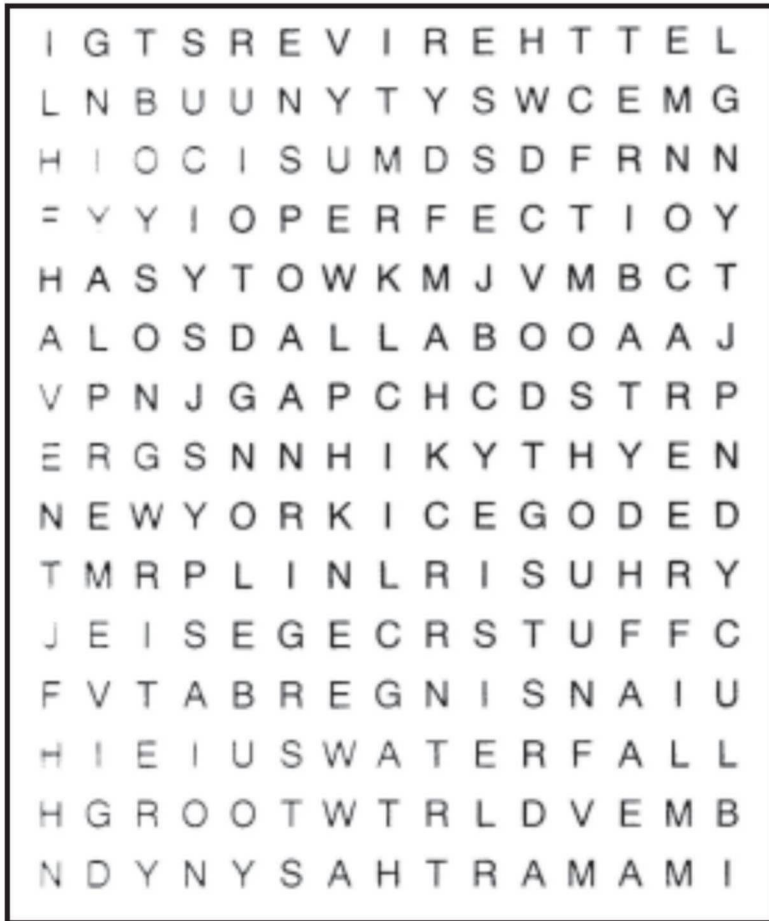 I G T S R E V I R E H T T E L
L N B U U N Y T Y S W C E M G
H I O C I S U M D S D F R N N
F Y Y I O P E R F E C T I O Y
H A S Y T O W K M J V M B C T
A L O S D A L L A B O O A A J
V P N J G A P C H C D S T R P
E R G S N N H I K Y T H Y E N
N E W Y O R K I C E G O D E D
T M R P L I N L R I S U H R Y
J E I S E G E C R S T U F F C
F V T A B R E G N I S N A I U
H I E I U S W A T E R F A L L
H G R O O T W T R L D V E M B
N D Y N Y S A H T R A M A M I